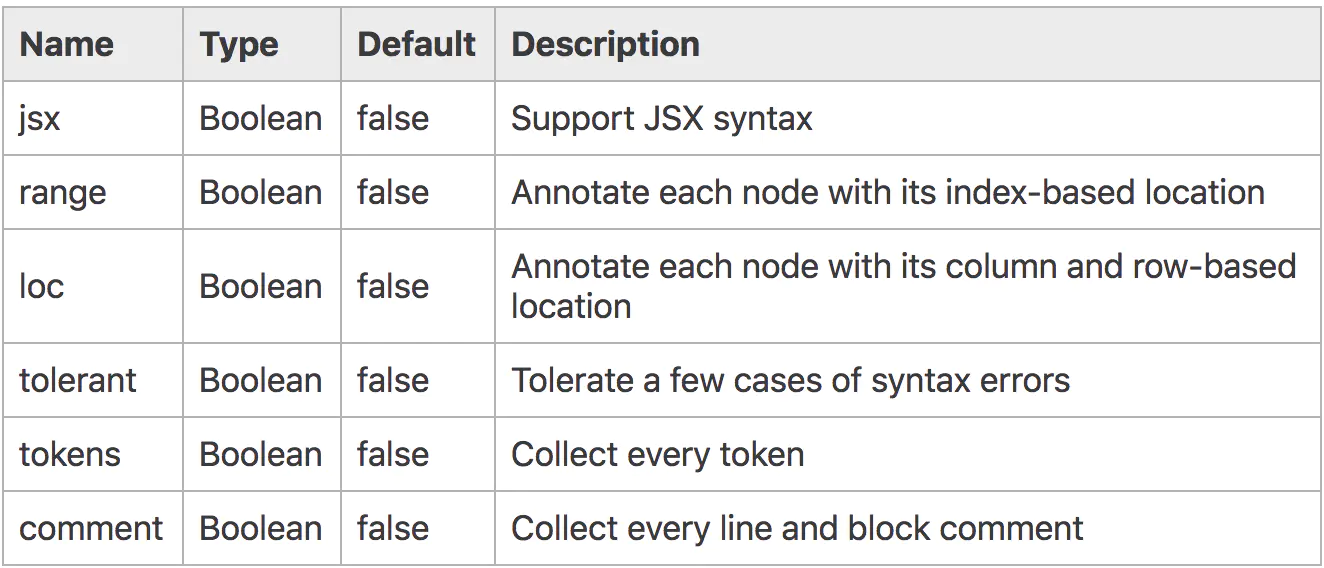 Name Type Default Description
jsx Boolean false Support JSX syntax
range Boolean false Annotate each node with its index-based location
loc Boolean false Annotate each node with its column and row-based
location
tolerant Boolean false Tolerate a few cases of syntax errors
tokens Boolean false Collect every token
comment Boolean false Collect every line and block comment